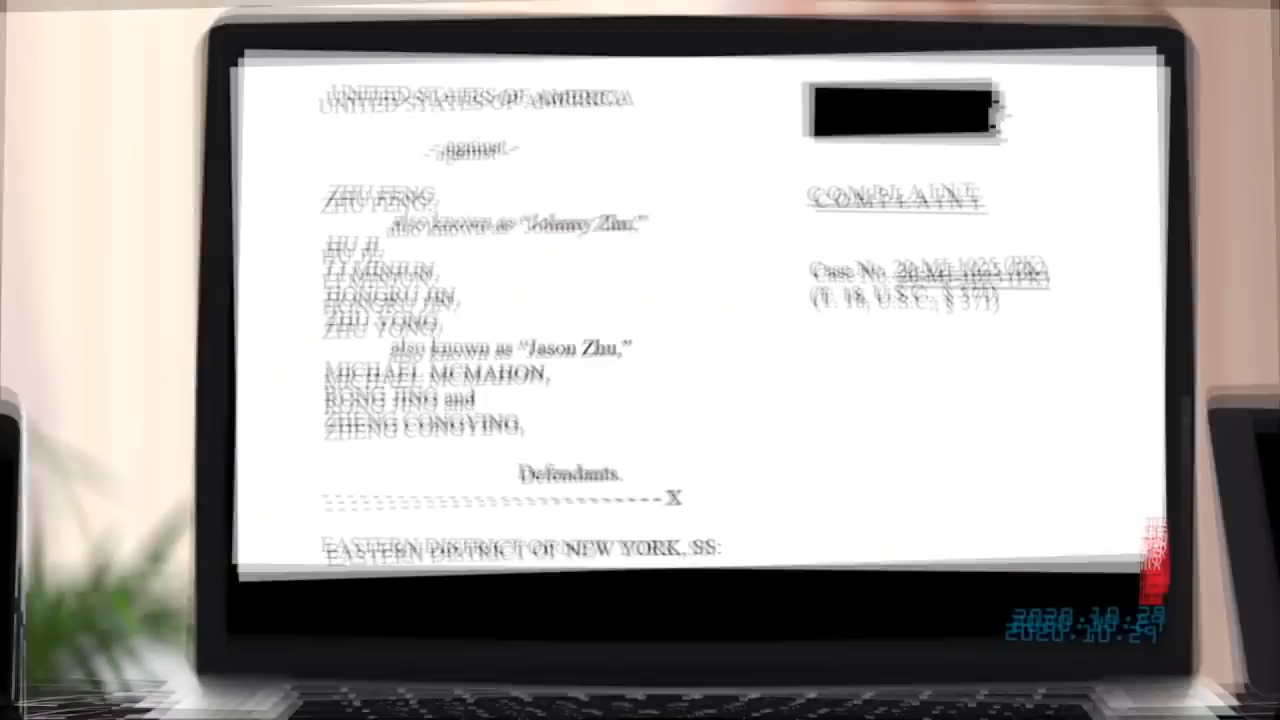 UNITED STATES OF AMERICA
- against -
COMPLAINT
ZHU FENG,
also known as "Johnny Zhu,"
HU JI,
LI MINJUN,
Case No. 20-MJ-1025 (PK)
HONGRU JIN,
(T. 18, U.S.C., § 371)
ZHU YONG,
also known as "Jason Zhu,"
MICHAEL MCMAHON,
RONG JING and
ZHENG CONGYING,
Defendants.
- - - - - - - - - - - - - - - - - - - - - - - - - - - X
EASTERN DISTRICT OF NEW YORK, SS:
2020.10.29